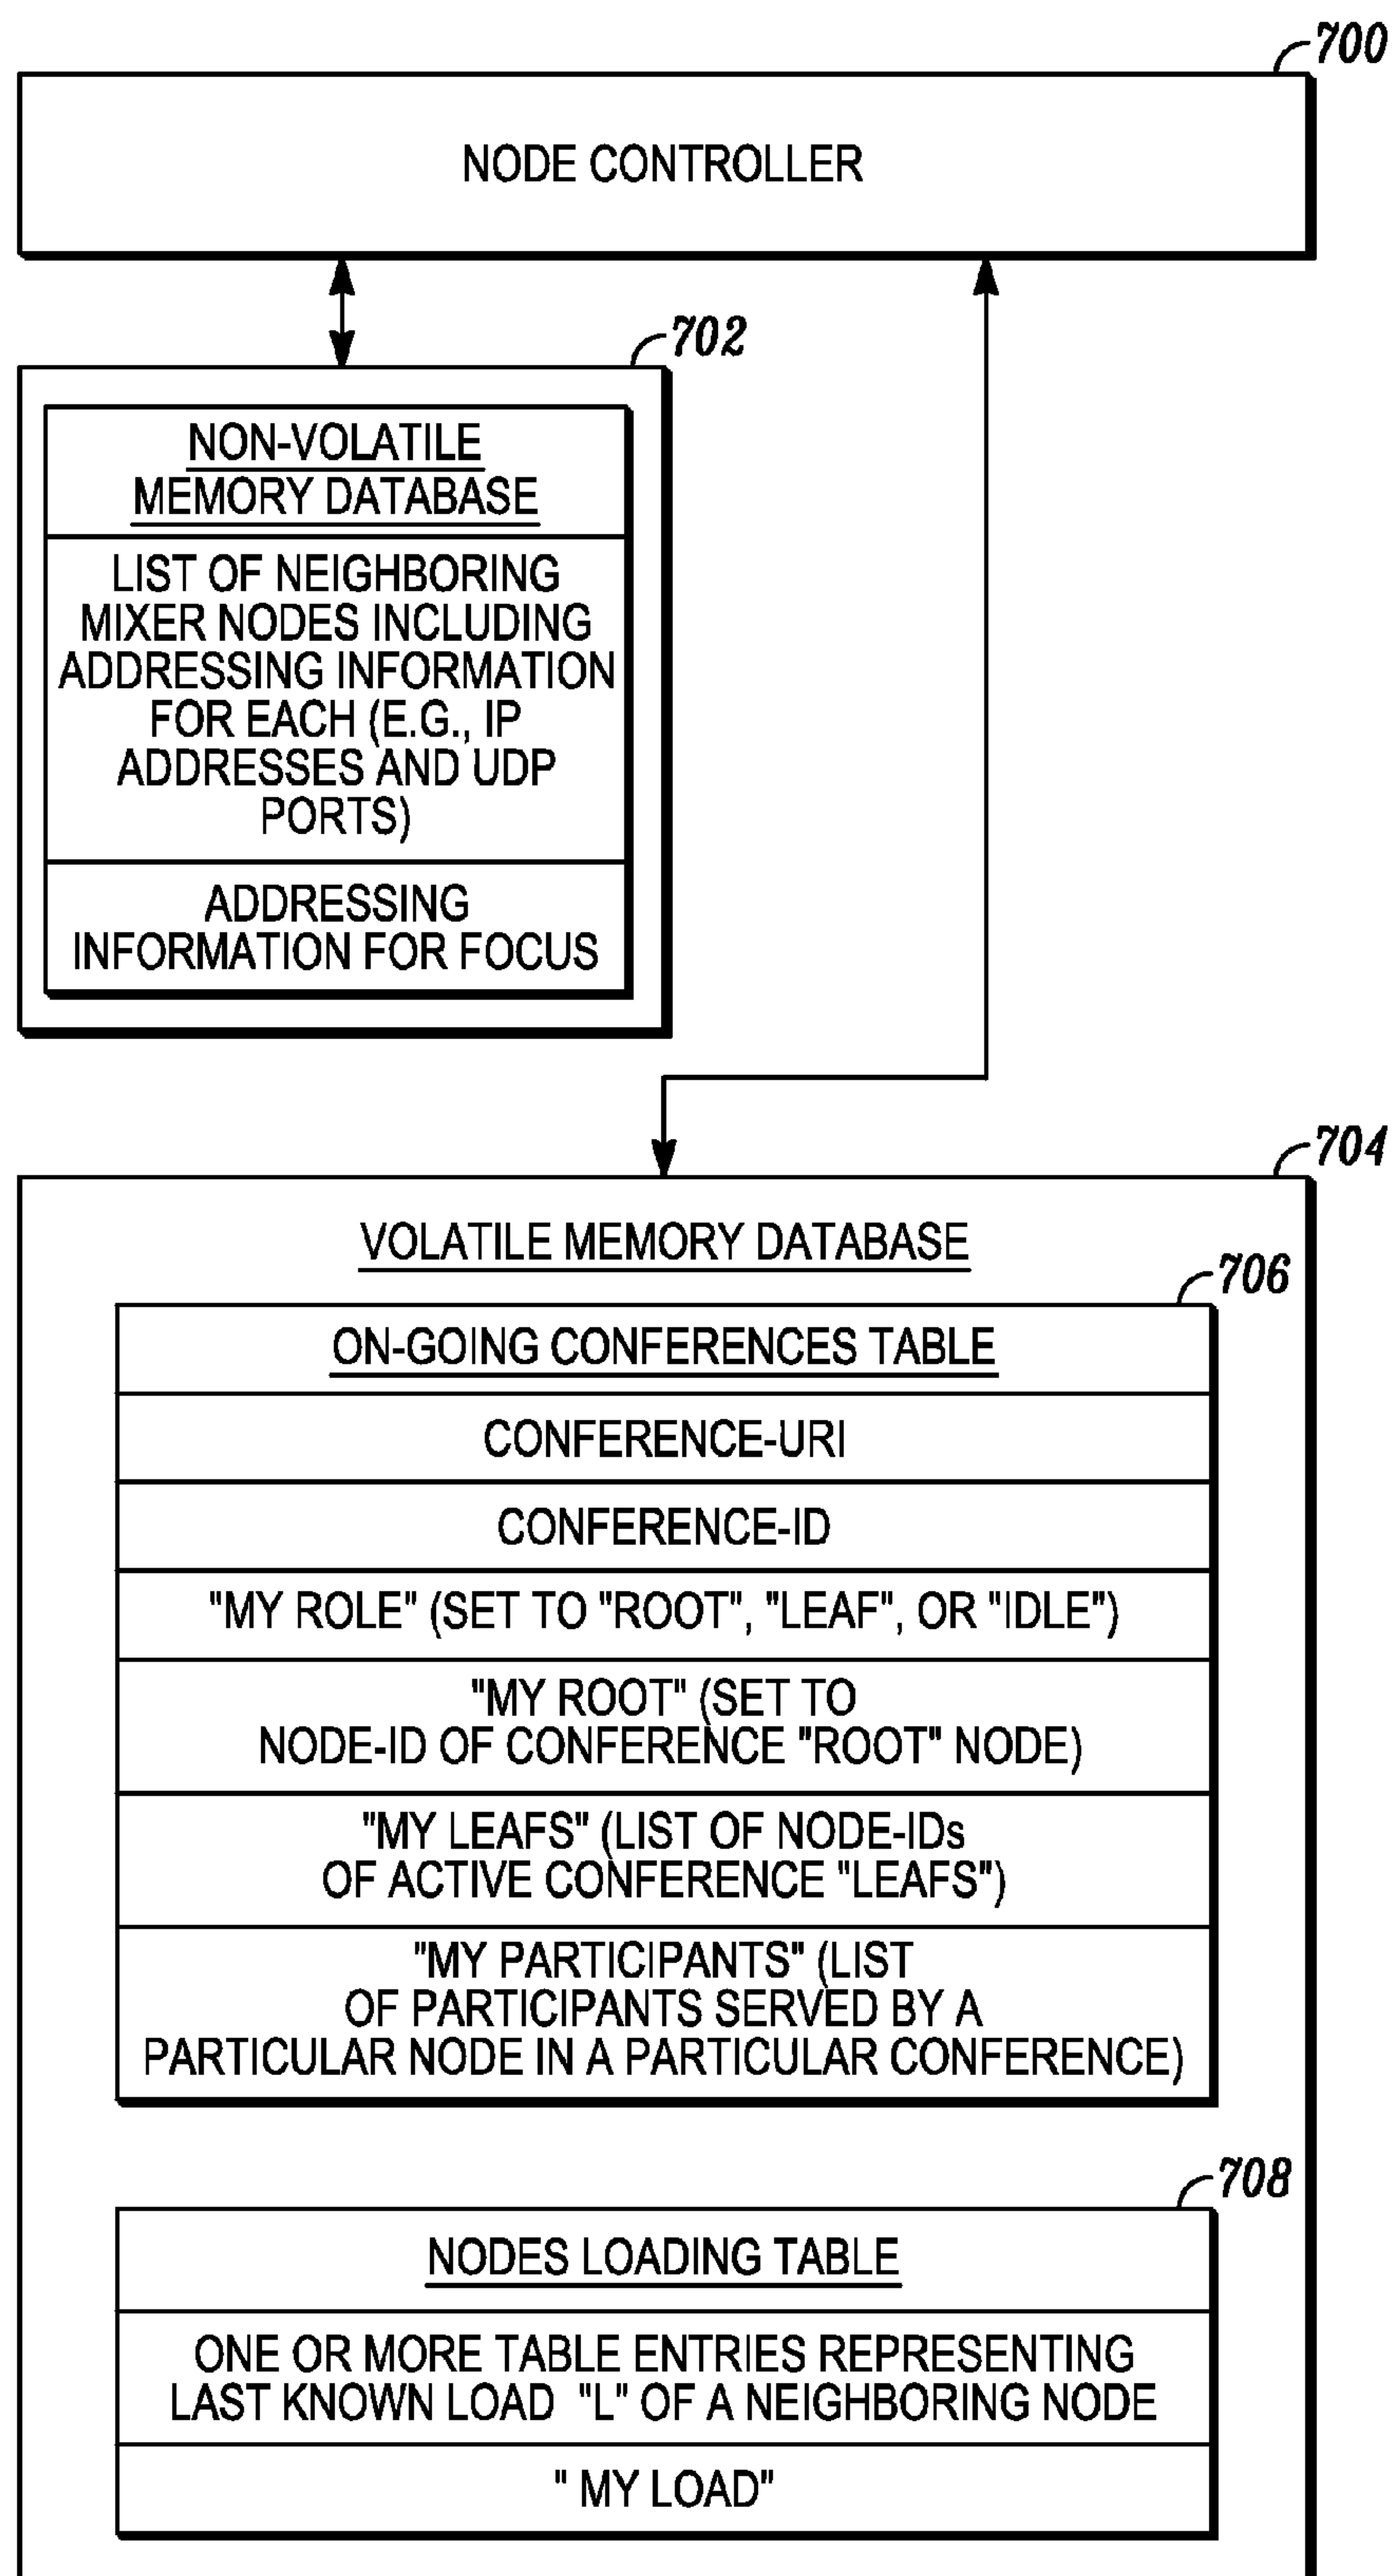 700
NODE CONTROLLER
702
NON-VOLATILE
MEMORY DATABASE
LIST OF NEIGHBORING
MIXER NODES INCLUDING
ADDRESSING INFORMATION
FOR EACH (E.G., IP
ADDRESSES AND UDP
PORTS)
ADDRESSING
INFORMATION FOR FOCUS
704
VOLATILE MEMORY DATABASE
706
ON-GOING CONFERENCES TABLE
CONFERENCE-URI
CONFERENCE-ID
"MY ROLE" (SET TO "ROOT", "LEAF", OR "IDLE")
"MY ROOT" (SET TO
NODE-ID OF CONFERENCE "ROOT" NODE)
"MY LEAFS" (LIST OF NODE-IDs
OF ACTIVE CONFERENCE "LEAFS")
"MY PARTICIPANTS" (LIST
OF PARTICIPANTS SERVED BY A
PARTICULAR NODE IN A PARTICULAR CONFERENCE)
708
NODES LOADING TABLE
ONE OR MORE TABLE ENTRIES REPRESENTING
LAST KNOWN LOAD "L" OF A NEIGHBORING NODE
" MY LOAD"